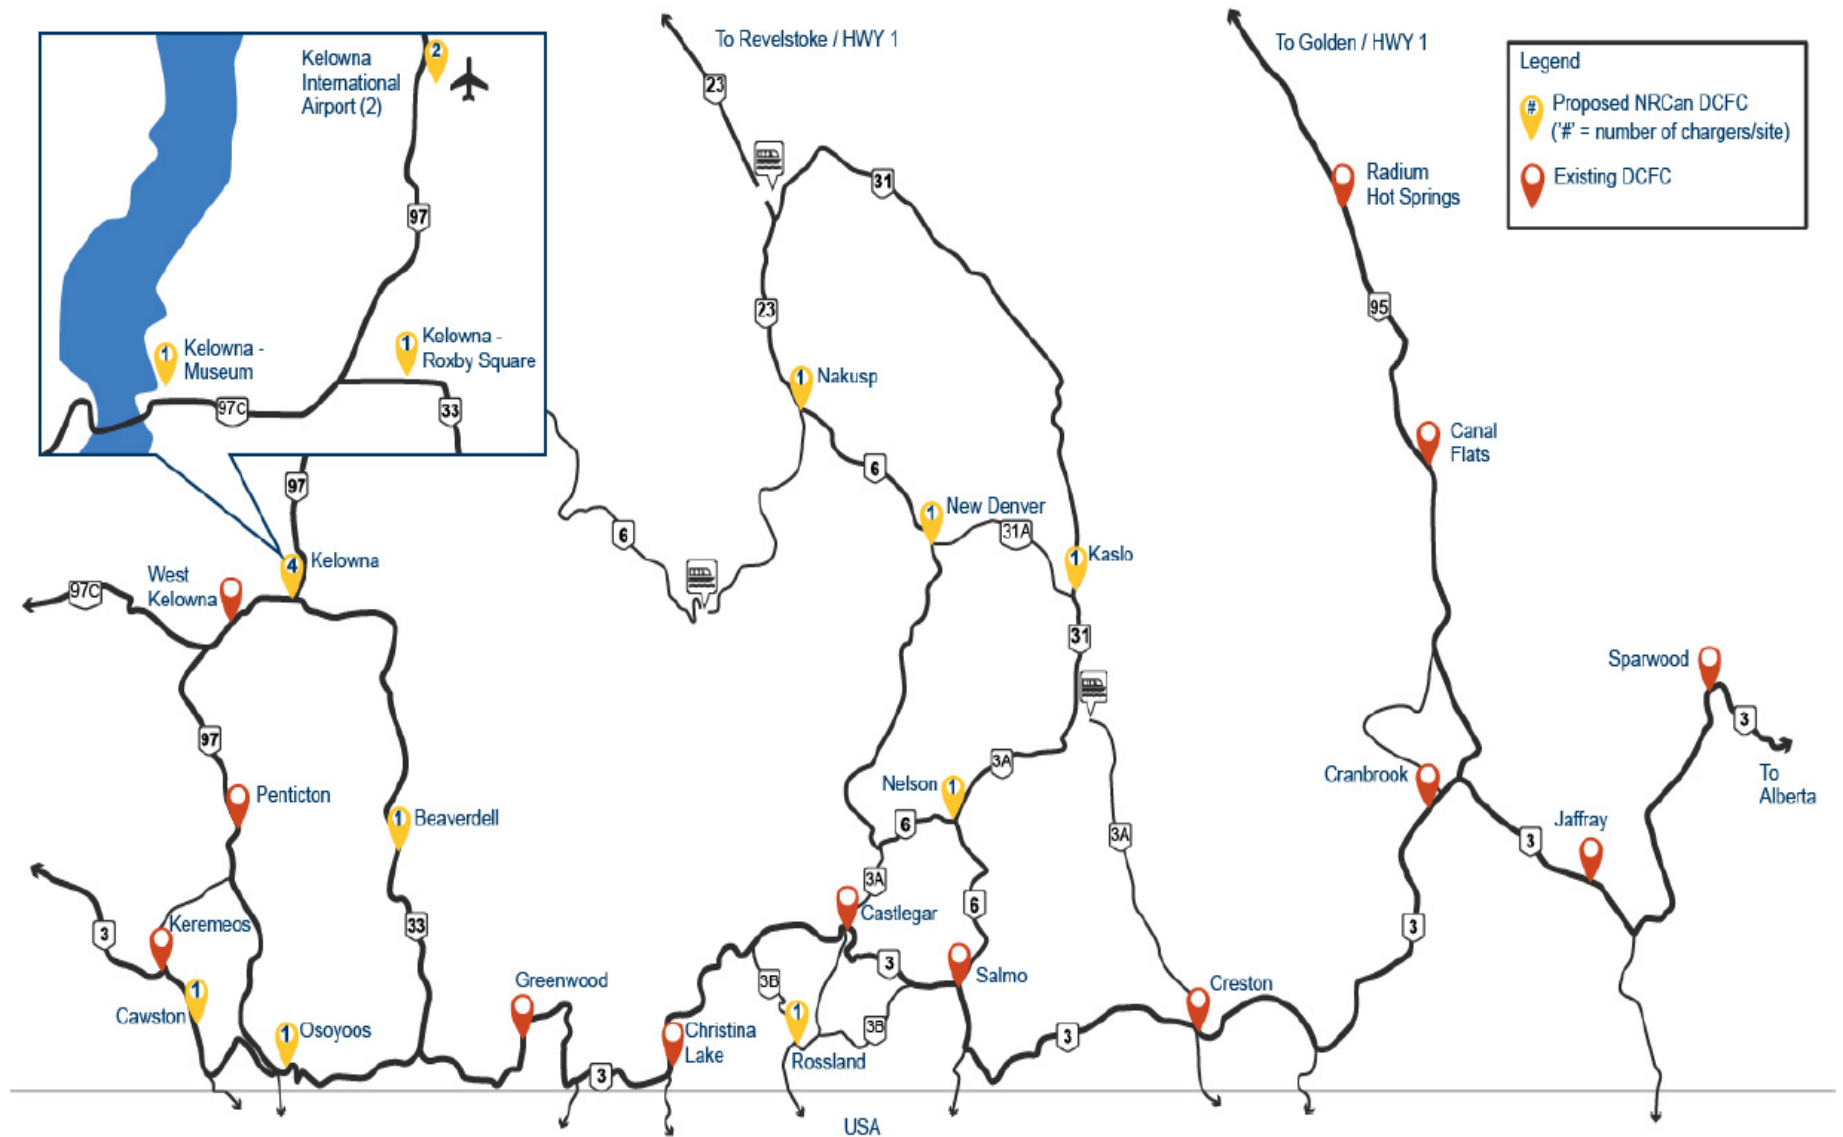 To Revelstoke / HWY 1
To Golden / HWY 1
Legend
# Proposed NRCan DCFC
('#' = number of chargers/site)
Existing DCFC
Kelowna
International
Airport (2)
2
97
1
Kelowna -
Museum
1
Kelowna -
Roxby Square
97C
33
23
31
Radium
Hot Springs
95
23
1
Nakusp
6
Canal
Flats
97
1
New Denver
31A
6
1
Kaslo
4
Kelowna
West
Kelowna
97C
31
Sparwood
3
To
Alberta
97
Penticton
1
Beaverdell
Nelson
1
3A
6
3A
Cranbrook
Jaffray
3
3A
Castlegar
6
3
Keremeos
3
33
3
Salmo
3B
Greenwood
Creston
1
Cawston
1
Osoyoos
Christina
Lake
1
Rossland
3B
3
3
USA